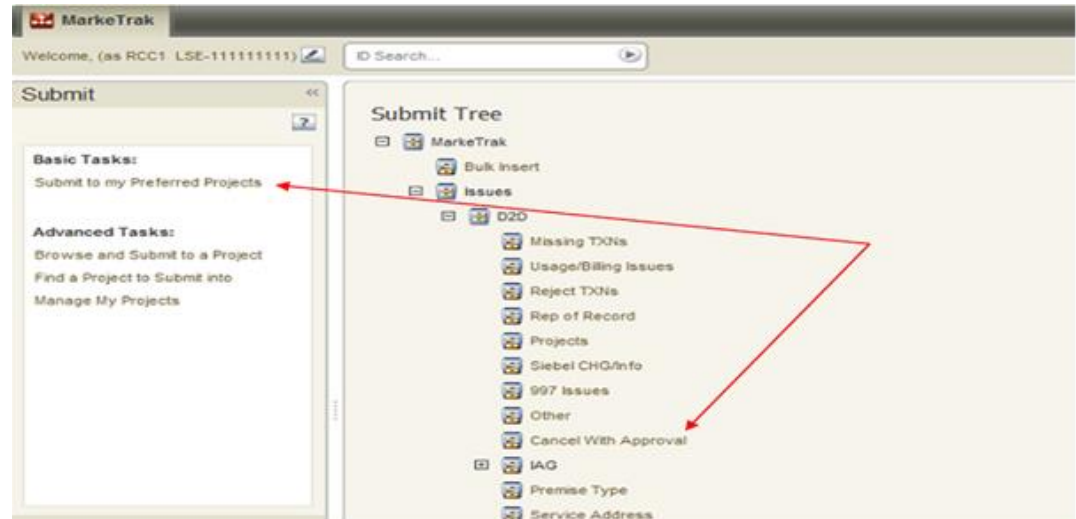 MarkeTrak
Welcome, (as RCC1 LSE-111111111)
ID Search...
Submit
<<
?
Basic Tasks:
Submit to my Preferred Projects
Advanced Tasks:
Browse and Submit to a Project
Find a Project to Submit into
Manage My Projects
Submit Tree
MarkeTrak
Bulk Insert
Issues
D2D
Missing TXNs
Usage/Billing Issues
Reject TXNs
Rep of Record
Projects
Siebel CHG/Info
997 Issues
Other
Cancel With Approval
IAG
Premise Type
Service Address